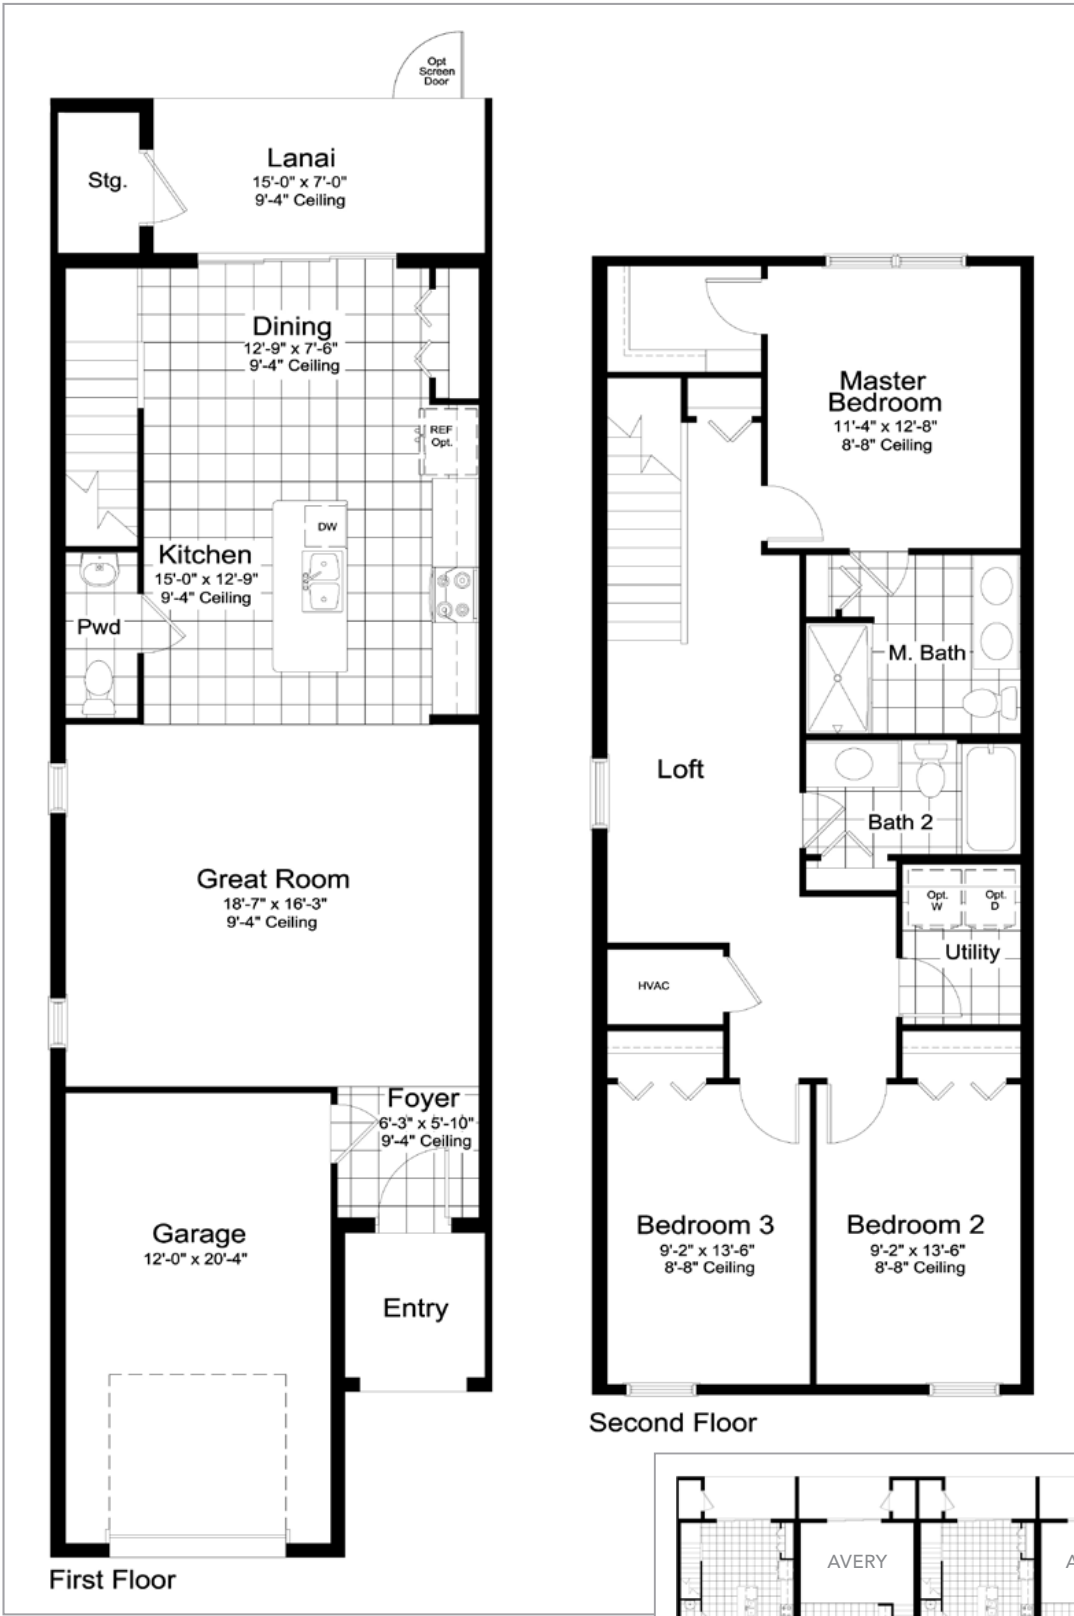 Opt
Screen
Door
Stg.
Lanai
15'-0" x 7'-0"
9'-4" Ceiling
Dining
12'-9" x 7'-6"
9'-4" Ceiling
REF
Opt.
DW
Kitchen
15'-0" x 12'-9"
9'-4" Ceiling
Pwd
Great Room
18'-7" x 16'-3"
9'-4" Ceiling
Foyer
6'-3" x 5'-10"
9'-4" Ceiling
Garage
12'-0" x 20'-4"
Entry
First Floor
Master
Bedroom
11'-4" x 12'-8"
8'-8" Ceiling
M. Bath
Loft
Bath 2
Opt.
W
Opt.
D
Utility
HVAC
Bedroom 3
9'-2" x 13'-6"
8'-8" Ceiling
Bedroom 2
9'-2" x 13'-6"
8'-8" Ceiling
Second Floor
AVERY
A